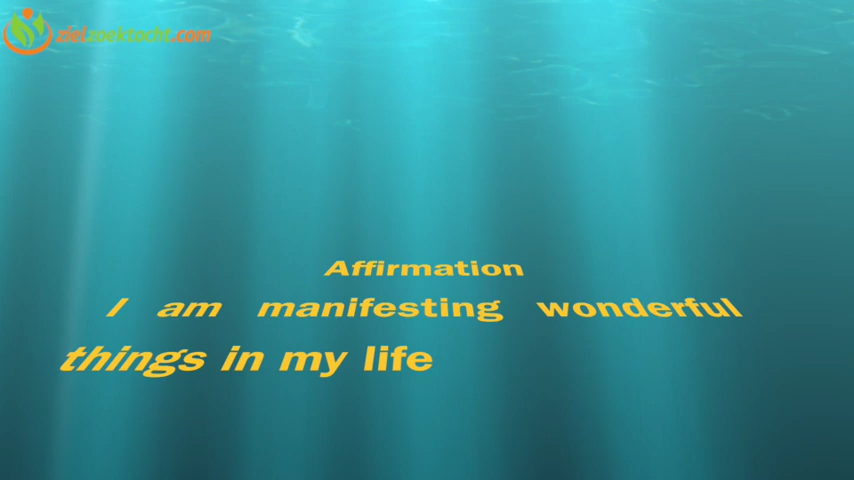 zielzoektocht.com
Affirmation
I am manifesting wonderful
things in my life